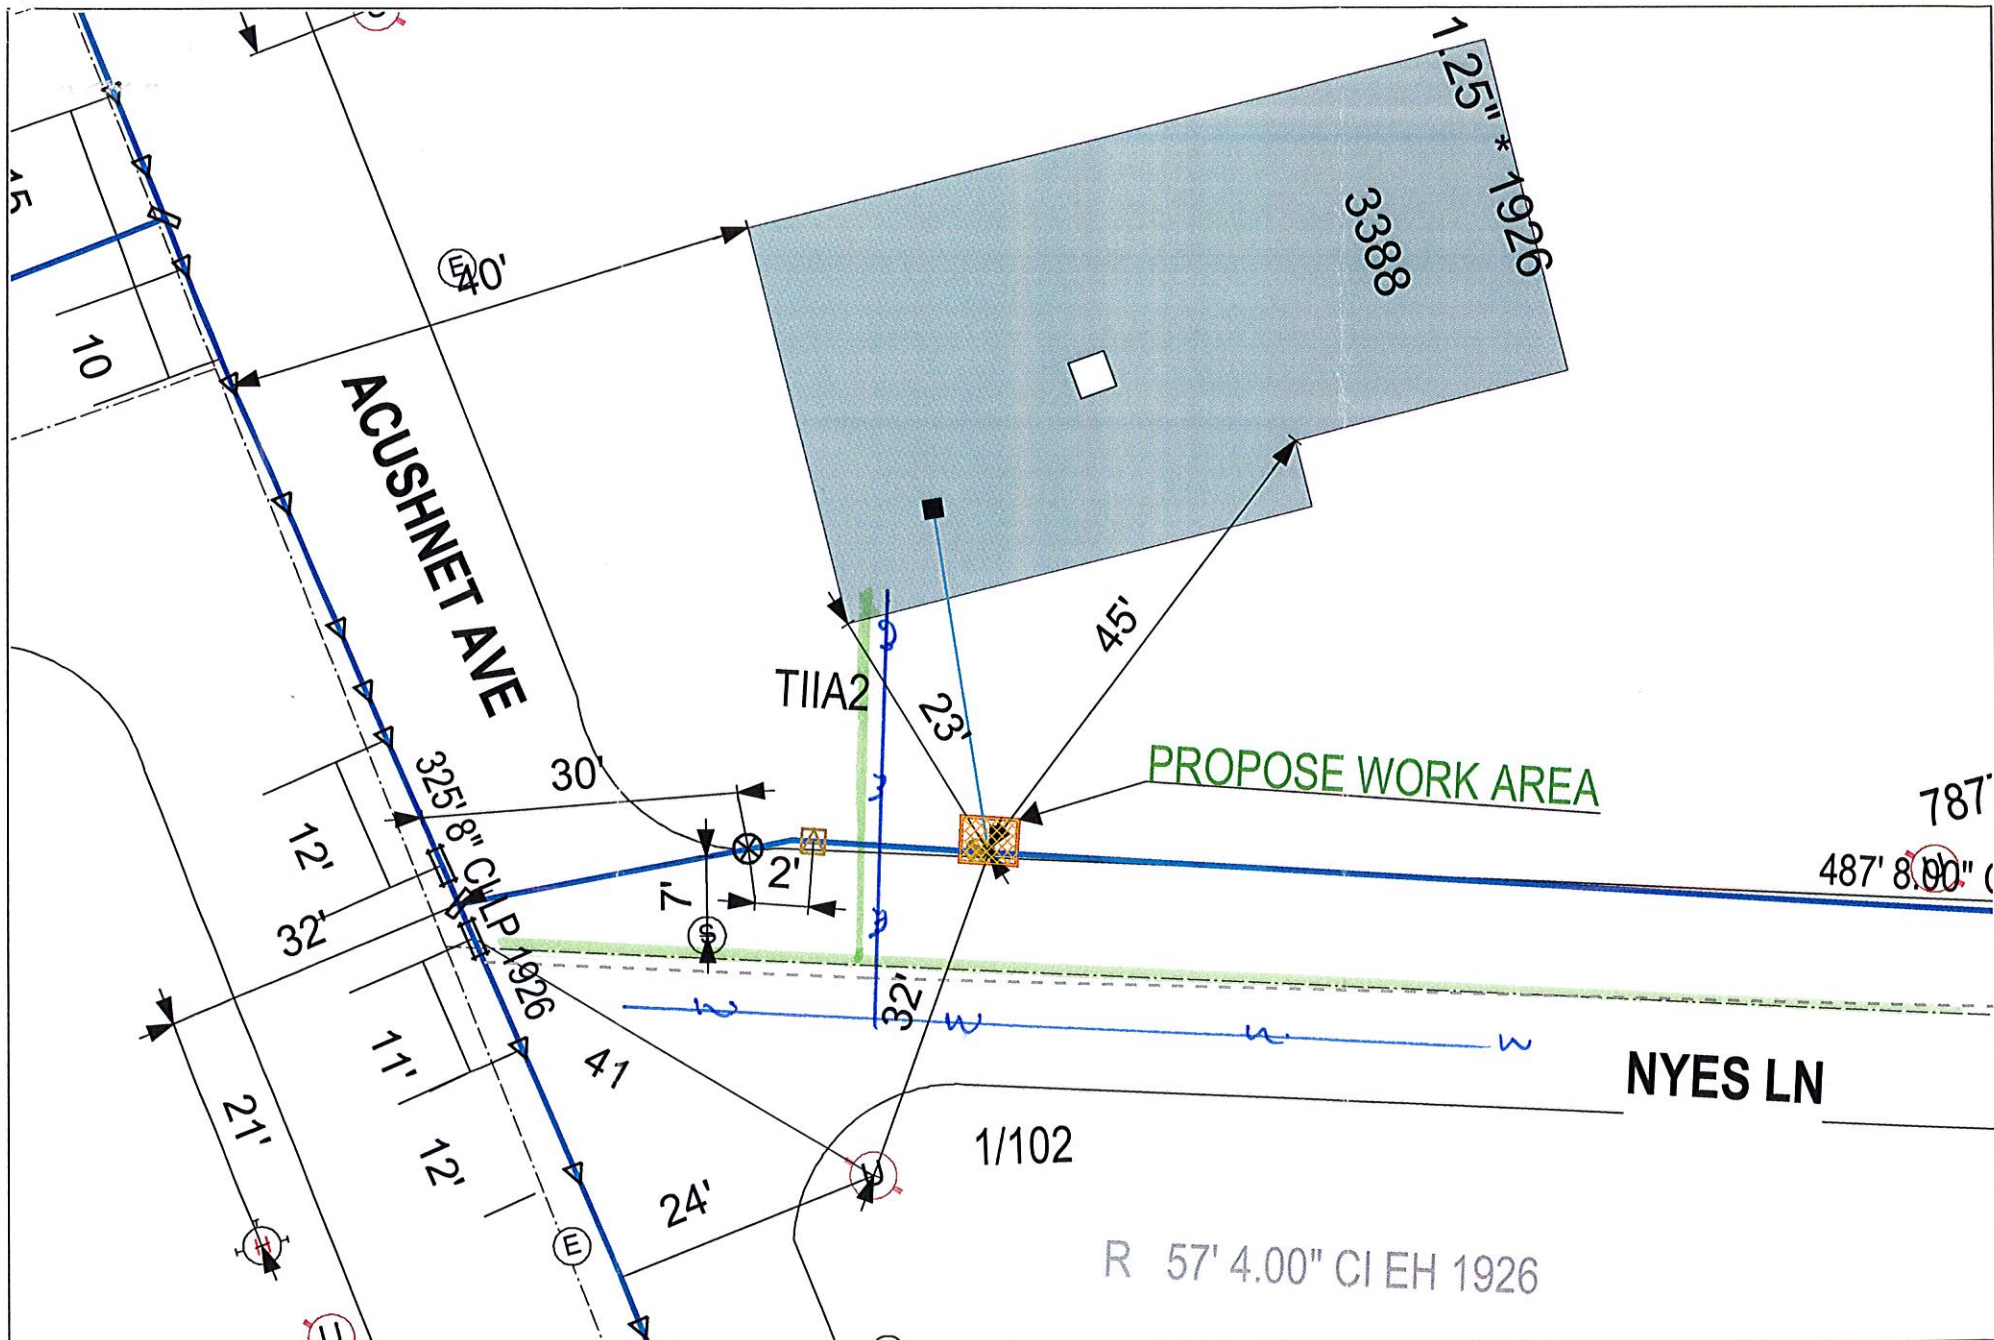 1.25" * 1926
3388
15
E
40'
10
ACUSHNET AVE
45'
TIIA2
23'
PROPOSE WORK AREA
30'
325' 8" CI LP 1926
787'
487' 8.00" C
12'
2'
7'
S
32'
32'
W W W W
NYES LN
11'
41
21'
12'
1/102
U
24'
H
E
R 57' 4.00" CI EH 1926
U